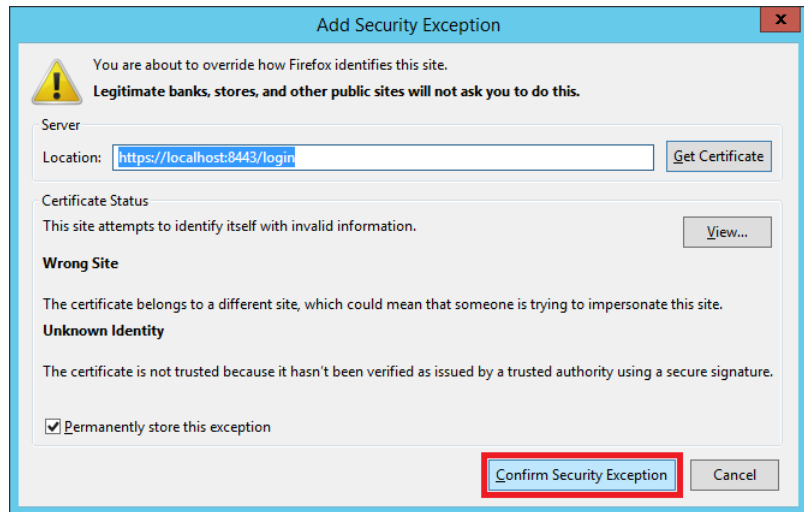 Add Security Exception
x
You are about to override how Firefox identifies this site.
Legitimate banks, stores, and other public sites will not ask you to do this.
Server
Location: https://localhost:8443/login Get Certificate
Certificate Status
This site attempts to identify itself with invalid information. View...
Wrong Site
The certificate belongs to a different site, which could mean that someone is trying to impersonate this site.
Unknown Identity
The certificate is not trusted because it hasn't been verified as issued by a trusted authority using a secure signature.
Permanently store this exception
Confirm Security Exception Cancel